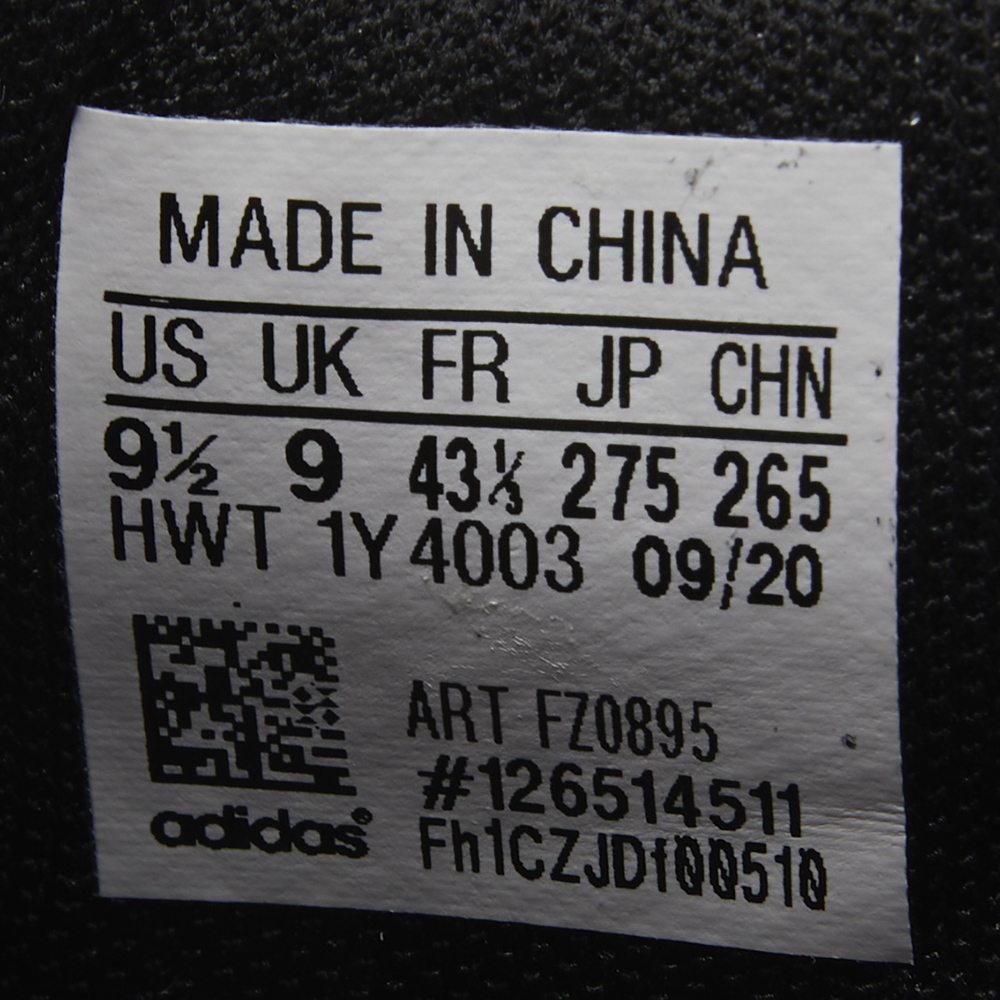 MADE IN CHINA
US UK FR JP CHN
9½ 9 43⅓ 275 265
HWT 1Y4003 09/20
ART FZ0895
#126514511
Fh1CZJDf00510
adidas®